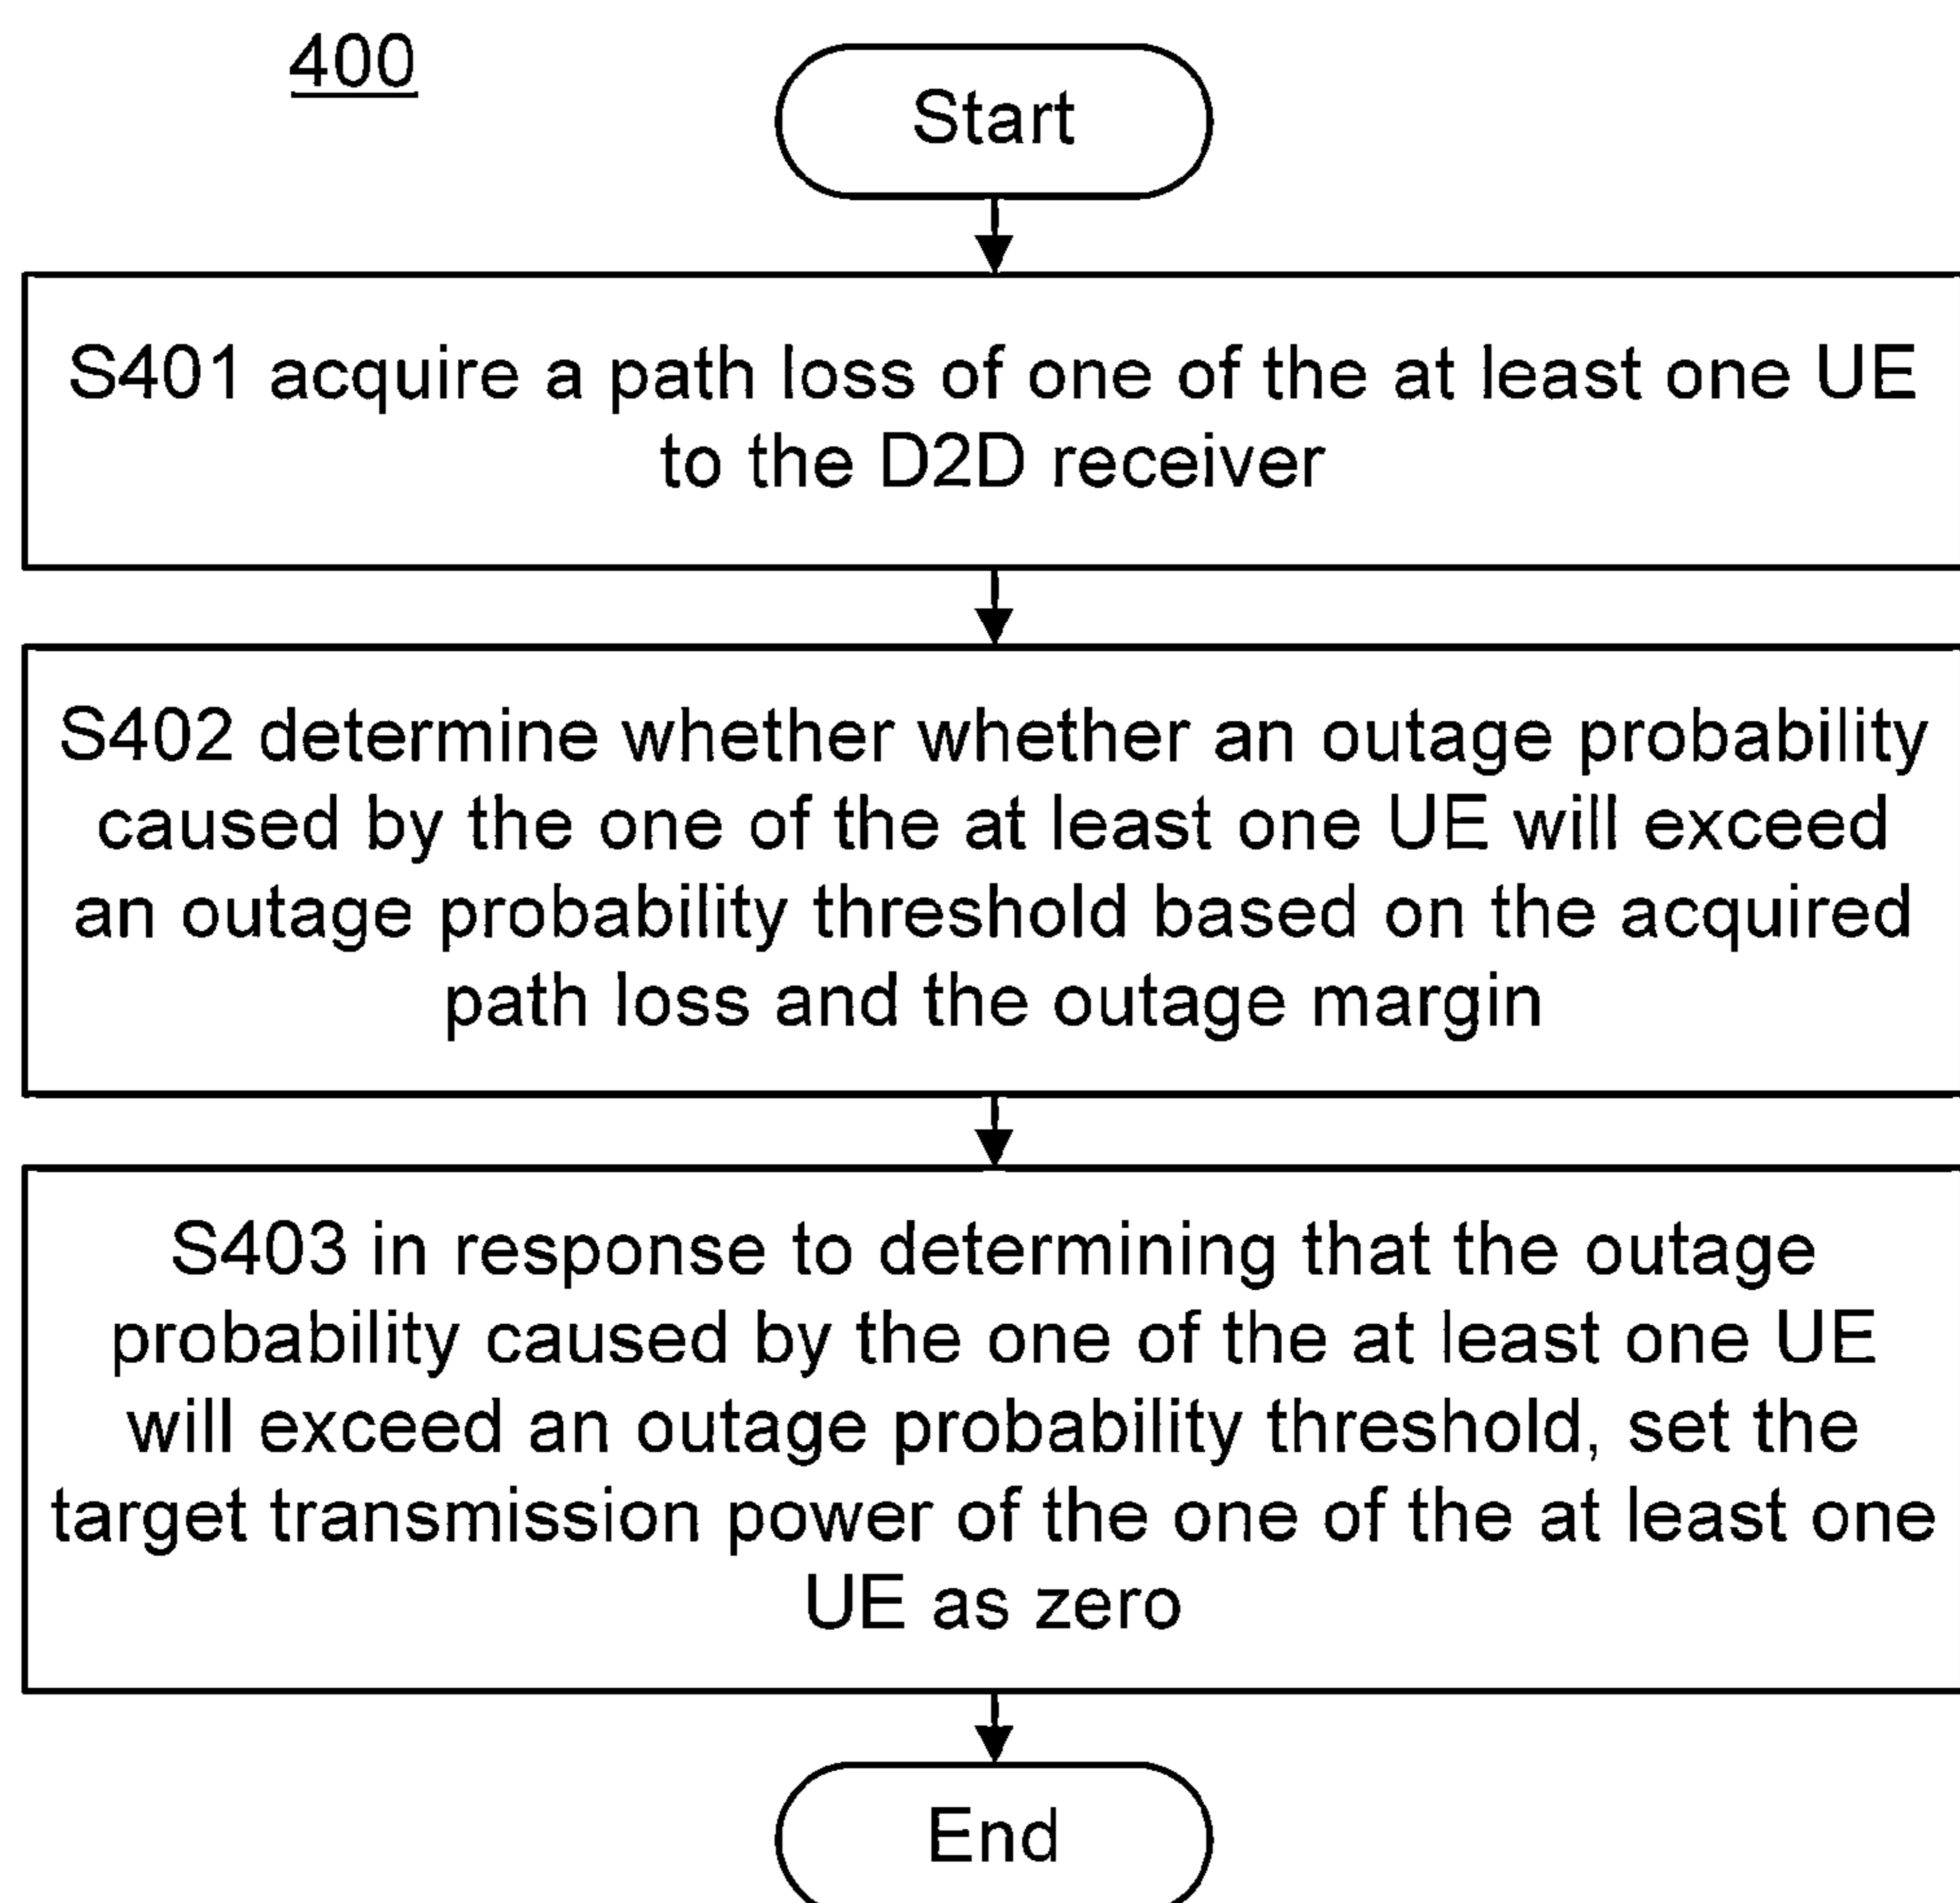 400
Start
S401 acquire a path loss of one of the at least one UE
to the D2D receiver
S402 determine whether whether an outage probability
caused by the one of the at least one UE will exceed
an outage probability threshold based on the acquired
path loss and the outage margin
S403 in response to determining that the outage
probability caused by the one of the at least one UE
will exceed an outage probability threshold, set the
target transmission power of the one of the at least one
UE as zero
End